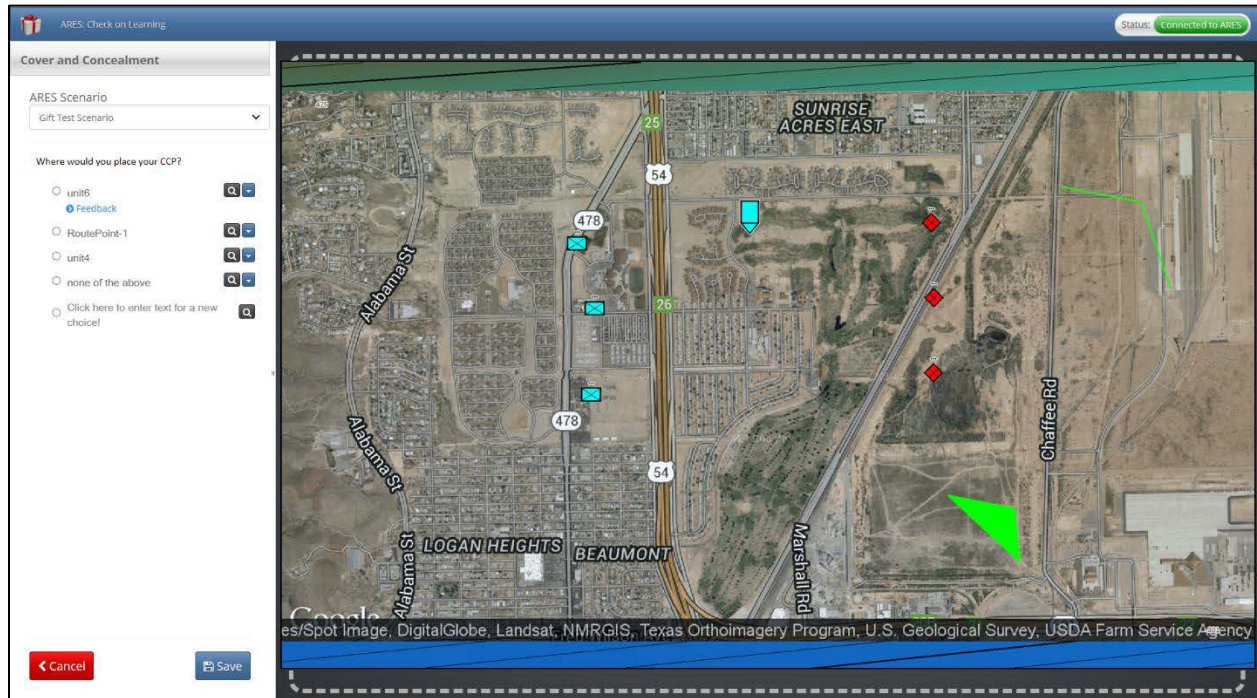 ARES: Check on Learning
Status: Connected to ARES
Cover and Concealment
ARES Scenario
Gift Test Scenario
Where would you place your CCP?
unit6
Feedback
RoutePoint-1
unit4
none of the above
Click here to enter text for a new
choice!
Cancel
Save
SUNRISE
ACRES EAST
25
54
478
Alabama St
26
478
Chaffee Rd
Alabama St
54
LOGAN HEIGHTS
BEAUMONT
Marshall Rd
Alabama St
Google
es/Spot Image, DigitalGlobe, Landsat, NMRGIS, Texas Orthoimagery Program, U.S. Geological Survey, USDA Farm Service Agency